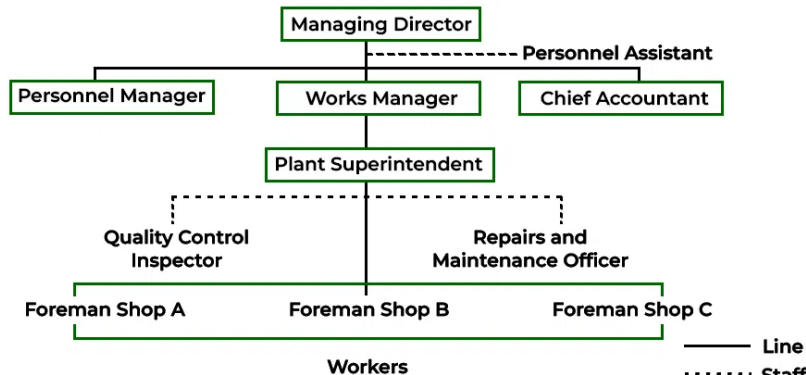 Managing Director
Personnel Assistant
Personnel Manager
Works Manager
Chief Accountant
Plant Superintendent
Quality Control
Inspector
Repairs and
Maintenance Officer
Foreman Shop A
Foreman Shop B
Foreman Shop C
Line
Workers
Staff